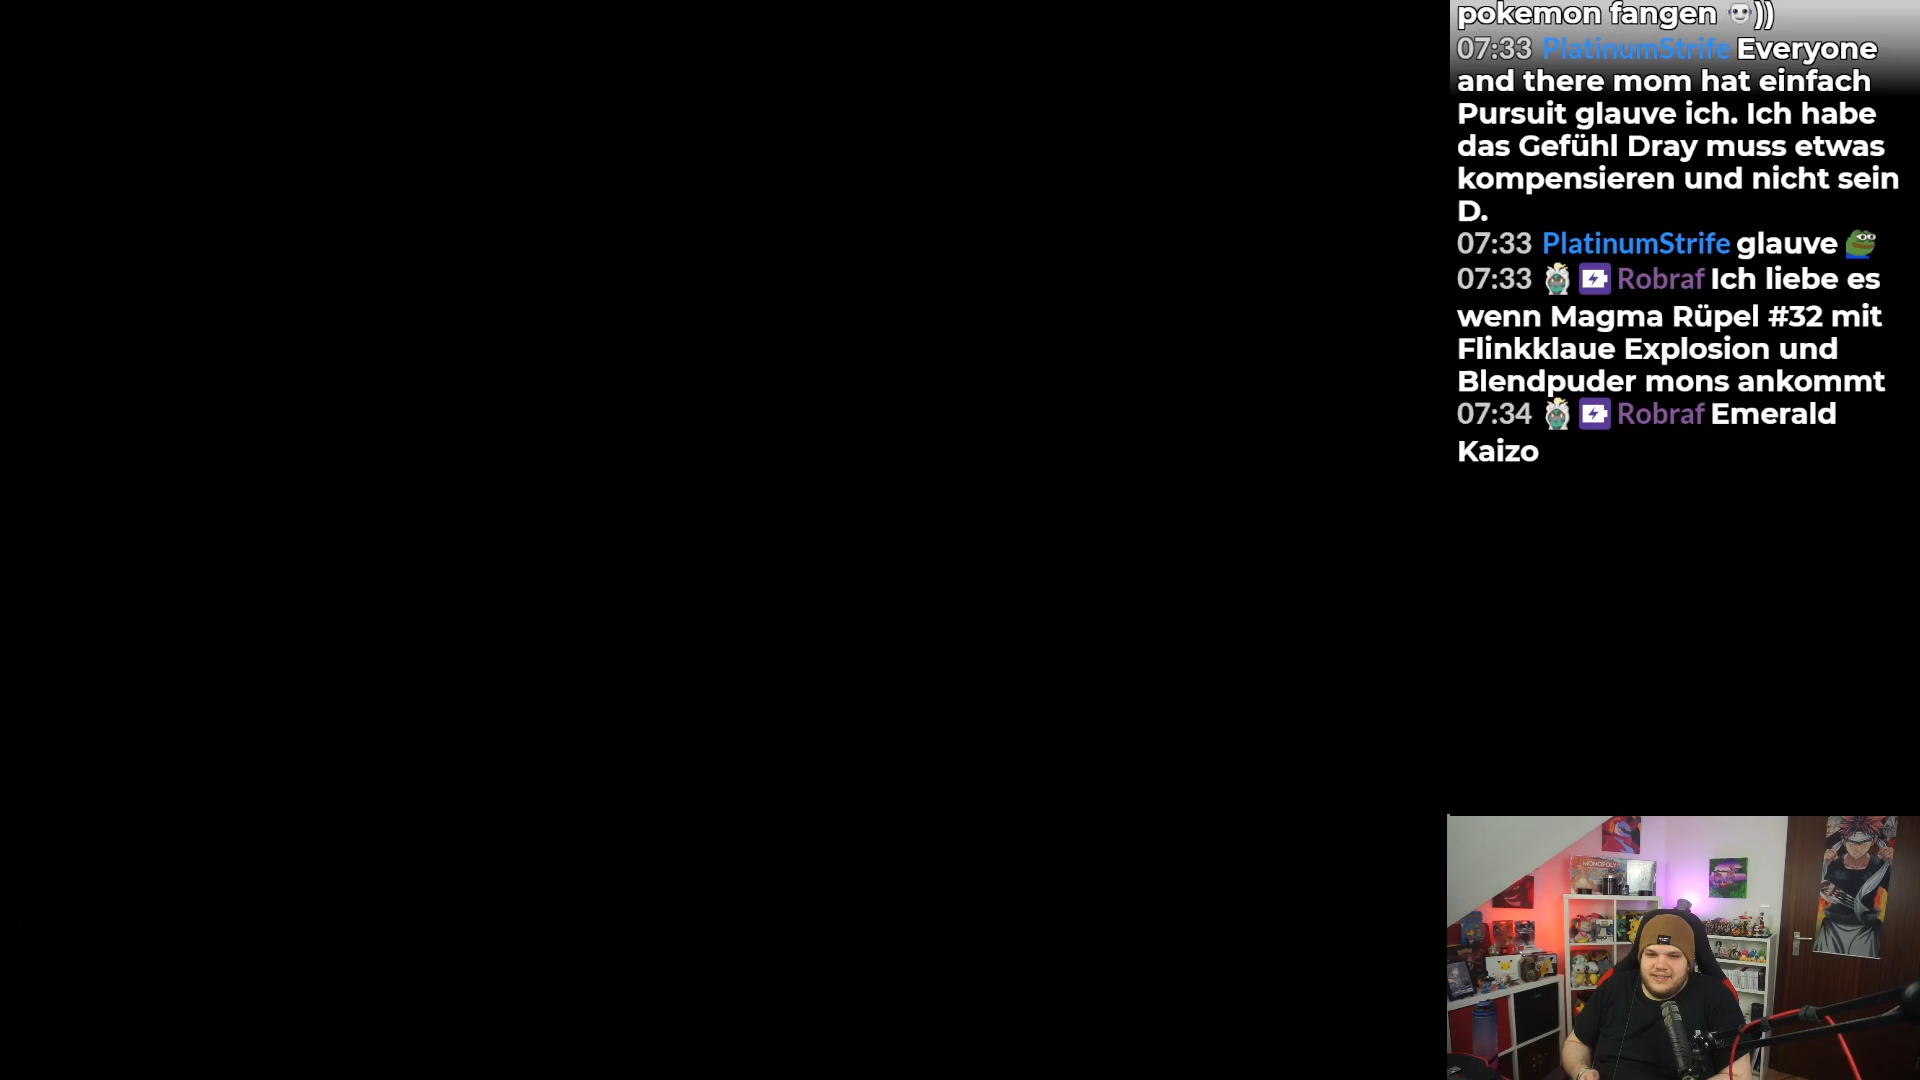 pokemon fangen ))
07:33 PlatinumStrife Everyone
and there mom hat einfach
Pursuit glauve ich. Ich habe
das Gefühl Dray muss etwas
kompensieren und nicht sein
D.
07:33 PlatinumStrife glauve
07:33 Robraf Ich liebe es
wenn Magma Rüpel #32 mit
Flinkklaue Explosion und
Blendpuder mons ankommt
07:34 Robraf Emerald
Kaizo
MONOPOLY